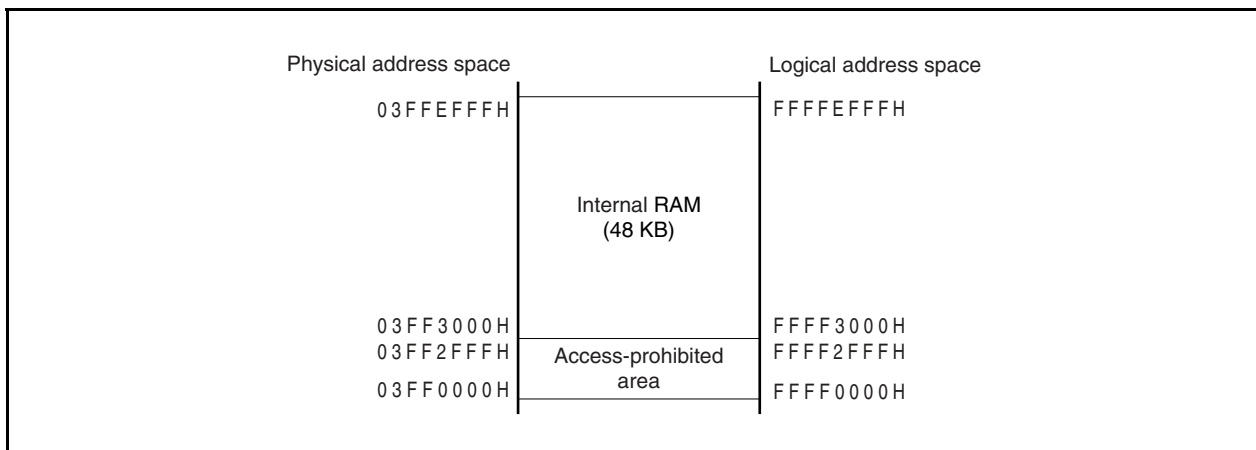 Physical address space
Logical address space
03FFEFFFH
FFFFEFFFH
Internal RAM
(48 KB)
03FF3000H
FFFF3000H
03FF2FFFH
FFFF2FFFH
Access-prohibited
area
03FF0000H
FFFF0000H